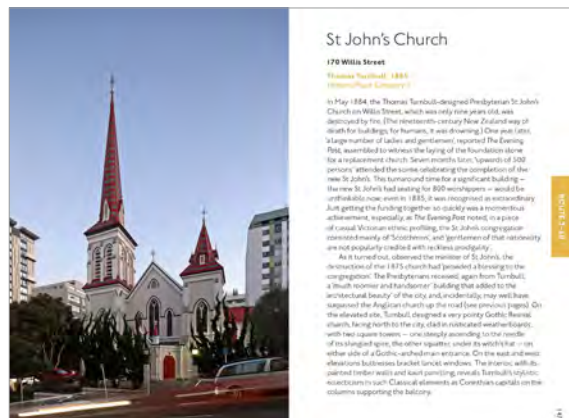 St John's Church
170 Willis Street
Thomas Turnbull, 1885
Historic Place Category 1
In May 1884, the Thomas Turnbull-designed Presbyterian St John's
Church on Willis Street, which was only nine years old, was
destroyed by fire. (The nineteenth-century New Zealand way of
death for buildings; for humans, it was drowning.) One year later,
'a large number of ladies and gentlemen', reported The Evening
Post, assembled to witness the laying of the foundation stone
for a replacement church. Seven months later, 'upwards of 500
persons' attended the soirée celebrating the completion of the
new St John's. This turnaround time for a significant building —
the new St John's had seating for 800 worshippers — would be
unthinkable now; even in 1885, it was recognised as extraordinary.
Just getting the funding together so quickly was a momentous
achievement, especially, as The Evening Post noted, in a piece
of casual Victorian ethnic profiling, the St John's congregation
consisted mainly of 'Scotchmen', and 'gentlemen of that nationality
are not popularly credited with reckless prodigality'.
As it turned out, observed the minister of St John's, the
destruction of the 1875 church had 'provided a blessing to the
congregation'. The Presbyterians received, again from Turnbull,
a 'much roomier and handsomer' building that added to the
'architectural beauty' of the city, and, incidentally, may well have
surpassed the Anglican church up the road (see previous pages). On
the elevated site, Turnbull designed a very pointy Gothic Revival
church, facing north to the city, clad in rusticated weatherboards,
with two square towers — one steeply ascending to the needle
of its slungled spire, the other squatter, under its witch's hat — on
either side of a Gothic-arched main entrance. On the east and west
elevations buttresses bracket lancet windows. The interior, with its
painted timber walls and exposed panelling, reveals Turnbull's stylistic
eclecticism in such Classical elements as Corinthian capitals on the
columns supporting the balcony.